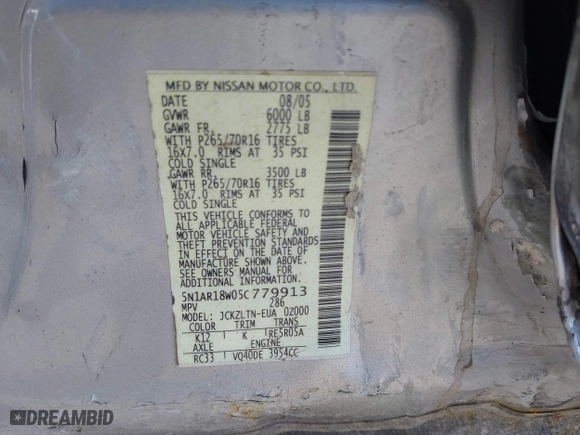 MFD BY NISSAN MOTOR CO., LTD.
DATE 08/05
GVWR 6000 LB
GAWR FR. 2775 LB
WITH P265/70R16 TIRES
16X7.0 RIMS AT 35 PSI
COLD SINGLE
GAWR RR. 3500 LB
WITH P265/70R16 TIRES
16X7.0 RIMS AT 35 PSI
COLD SINGLE
THIS VEHICLE CONFORMS TO
ALL APPLICABLE FEDERAL
MOTOR VEHICLE SAFETY AND
THEFT PREVENTION STANDARDS
IN EFFECT ON THE DATE OF
MANUFACTURE SHOWN ABOVE.
SEE OWNERS MANUAL FOR
ADDITIONAL INFORMATION
5N1AR18W05C779913
MPV 286
MODEL: JCKZLTN-EUA 0Z000
COLOR TRIM TRANS
K12 K RE5R05A
AXLE ENGINE
RC33 VQ40DE 3954CC
DREAMBID